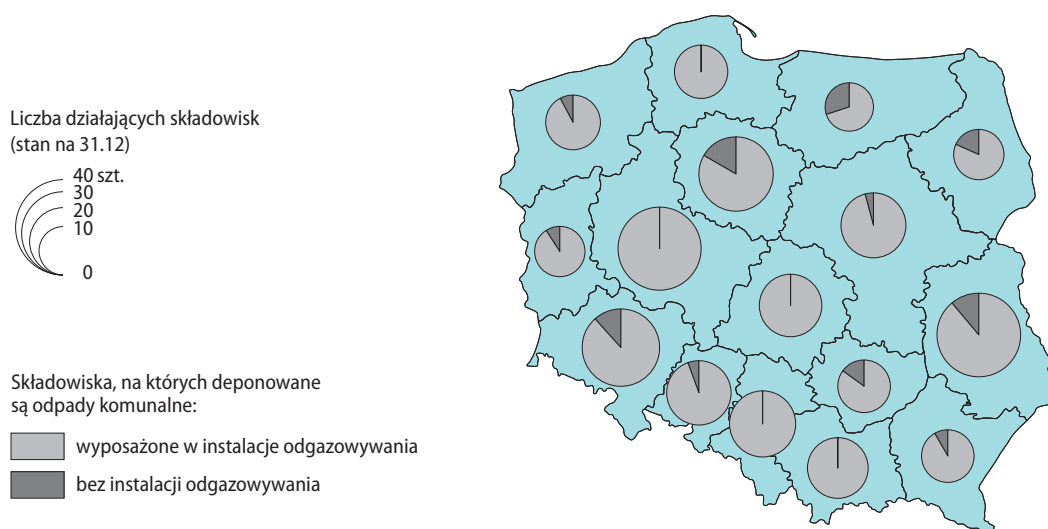 Liczba działających składowisk
(stan na 31.12)
40 szt.
30
20
10
0
Składowiska, na których deponowane
są odpady komunalne:
wyposażone w instalacje odgazowywania
bez instalacji odgazowywania